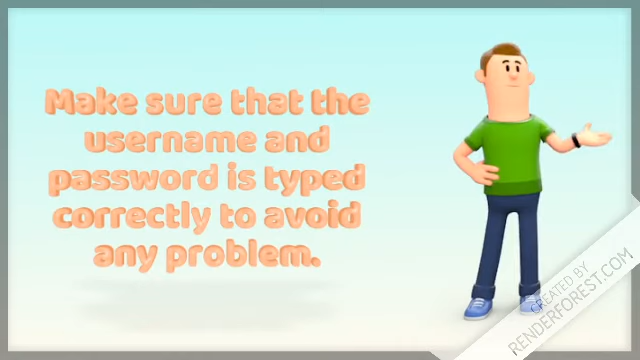 Make sure that the
username and
password is typed
correctly to avoid
any problem.
CREATED BY
RENDERFOREST.COM